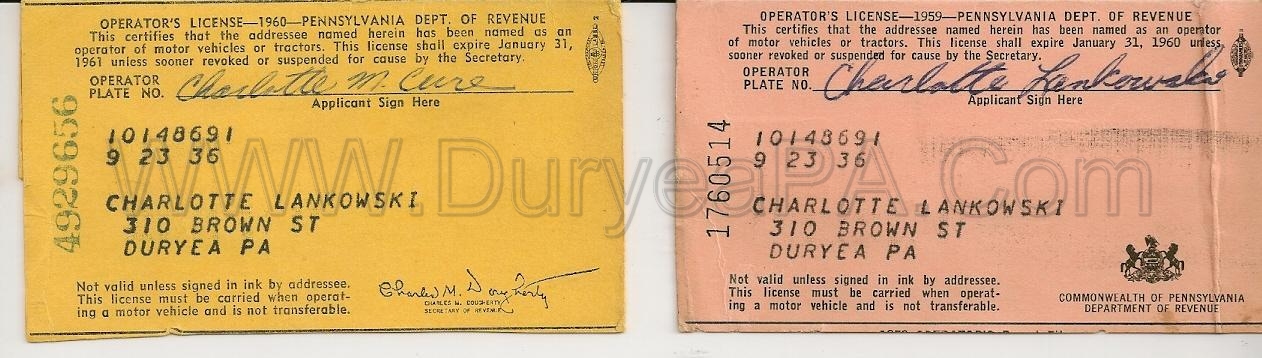 OPERATOR'S LICENSE—1960—PENNSYLVANIA DEPT. OF REVENUE
This certifies that the addressee named herein has been named as an
operator of motor vehicles or tractors. This license shall expire January 31,
1961 unless sooner revoked or suspended for cause by the Secretary.
OPERATOR
PLATE NO. Charlotte M. Cure
Applicant Sign Here
4929656
10148691
9 23 36
CHARLOTTE LANKOWSKI
310 BROWN ST
DURYEA PA
Not valid unless signed in ink by addressee.
This license must be carried when operat-
ing a motor vehicle and is not transferable.
Charles M. Dougherty
CHARLES M. DOUGHERTY
SECRETARY OF REVENUE
OPERATOR'S LICENSE—1959—PENNSYLVANIA DEPT. OF REVENUE
This certifies that the addressee named herein has been named as an operator
of motor vehicles or tractors. This license shall expire January 31, 1960 unless
sooner revoked or suspended for cause by the Secretary.
OPERATOR
PLATE NO. Charlotte Lankowski
Applicant Sign Here
1760514
10148691
9 23 36
CHARLOTTE LANKOWSKI
310 BROWN ST
DURYEA PA
Not valid unless signed in ink by addressee.
This license must be carried when operat-
ing a motor vehicle and is not transferable.
COMMONWEALTH OF PENNSYLVANIA
DEPARTMENT OF REVENUE
WWW.DuryeaPA.Com